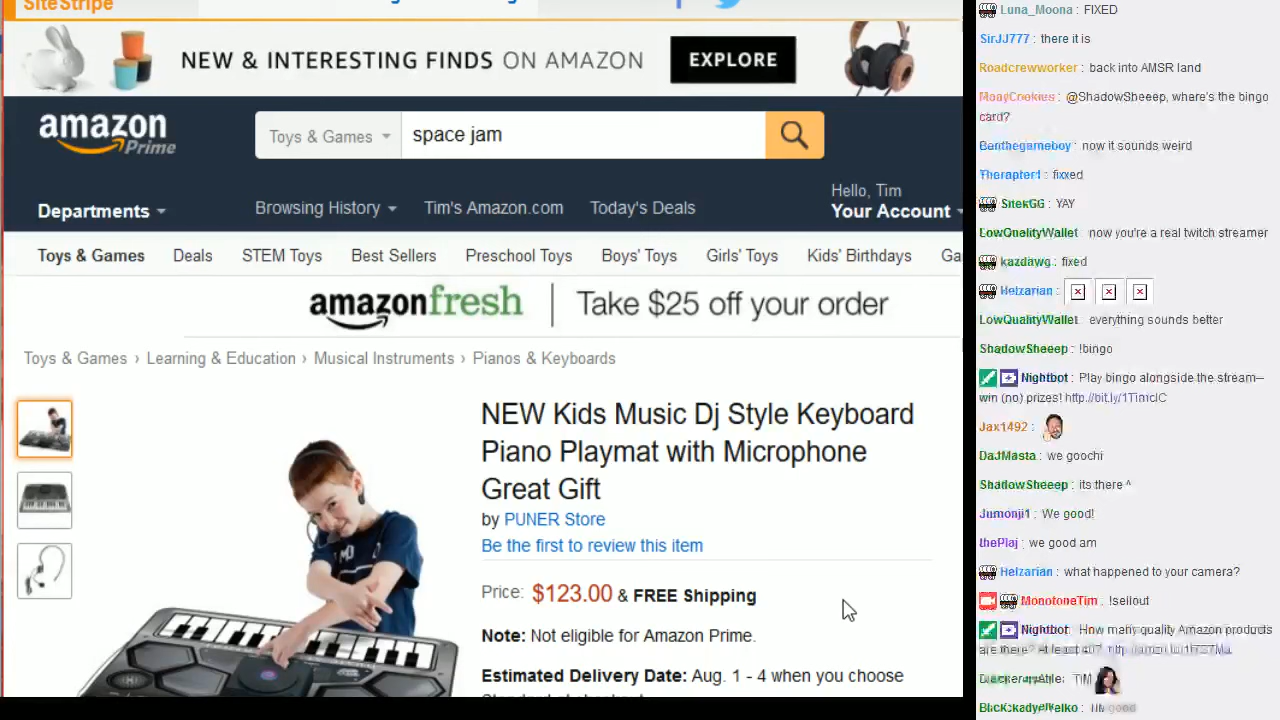 SiteStripe
NEW & INTERESTING FINDS ON AMAZON
EXPLORE
amazon
Prime
Toys & Games
space jam
Departments
Browsing History
Tim's Amazon.com
Today's Deals
Hello, Tim
Your Account
Toys & Games
Deals
STEM Toys
Best Sellers
Preschool Toys
Boys' Toys
Girls' Toys
Kids' Birthdays
Ga
amazonfresh
Take $25 off your order
Toys & Games › Learning & Education › Musical Instruments › Pianos & Keyboards
NEW Kids Music Dj Style Keyboard
Piano Playmat with Microphone
Great Gift
by PUNER Store
Be the first to review this item
Price: $123.00 & FREE Shipping
Note: Not eligible for Amazon Prime.
Estimated Delivery Date: Aug. 1 - 4 when you choose
Luna_Moona : FIXED
SirJJ777 : there it is
Roadcrewworker : back into AMSR land
MoayCookies : @ShadowSheeep, where's the bingo
card?
Banthegameboy : now it sounds weird
Therapter1 : fixxed
SitekGG : YAY
LowQualityWallet : now you're a real twitch streamer
kazdawg : fixed
Helzarian :
LowQualityWallet : everything sounds better
ShadowSheeep : !bingo
Nightbot : Play bingo alongside the stream—
win (no) prizes! http://bit.ly/1TimcIC
Jax1492 :
DaJMasta : we goochi
ShadowSheeep : its there ^
Jumonji1 : We good!
thePlaj : we good am
Helzarian : what happened to your camera?
MonotoneTim : !sellout
Nightbot : How many quality Amazon products